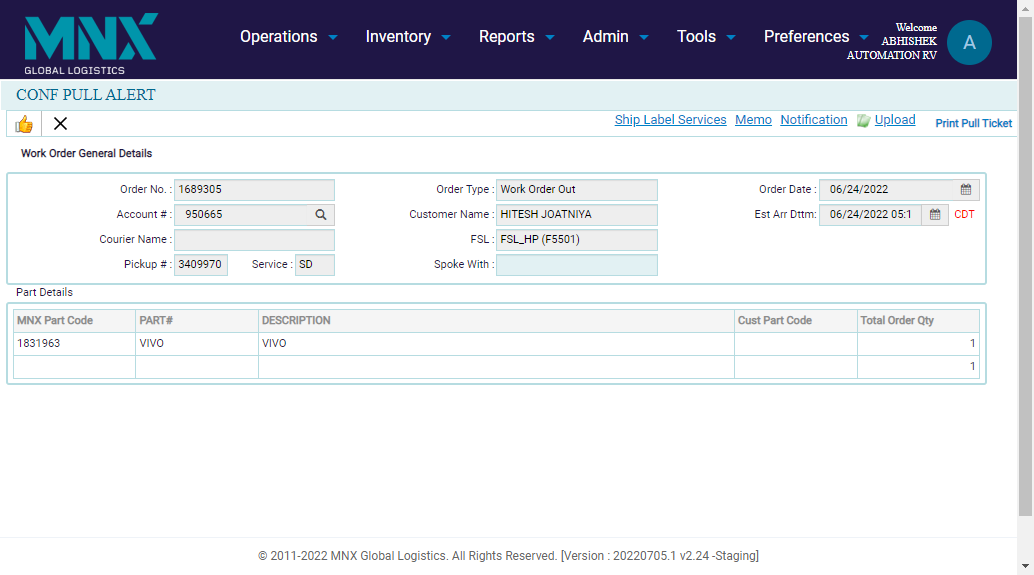 MNX
GLOBAL LOGISTICS
Operations Inventory Reports Admin Tools Preferences
Welcome
ABHISHEK
AUTOMATION RV
A
CONF PULL ALERT
Ship Label Services Memo Notification Upload Print Pull Ticket
Work Order General Details
Order No. : 1689305 Order Type : Work Order Out Order Date : 06/24/2022
Account # : 950665 Customer Name : HITESH JOATNIYA Est Arr Dttm: 06/24/2022 05:1 CDT
Courier Name : FSL : FSL_HP (F5501)
Pickup # : 3409970 Service : SD Spoke With :
Part Details
MNX Part Code PART# DESCRIPTION Cust Part Code Total Order Qty
1831963 VIVO VIVO 1
1
© 2011-2022 MNX Global Logistics. All Rights Reserved. [Version : 20220705.1 v2.24 -Staging]